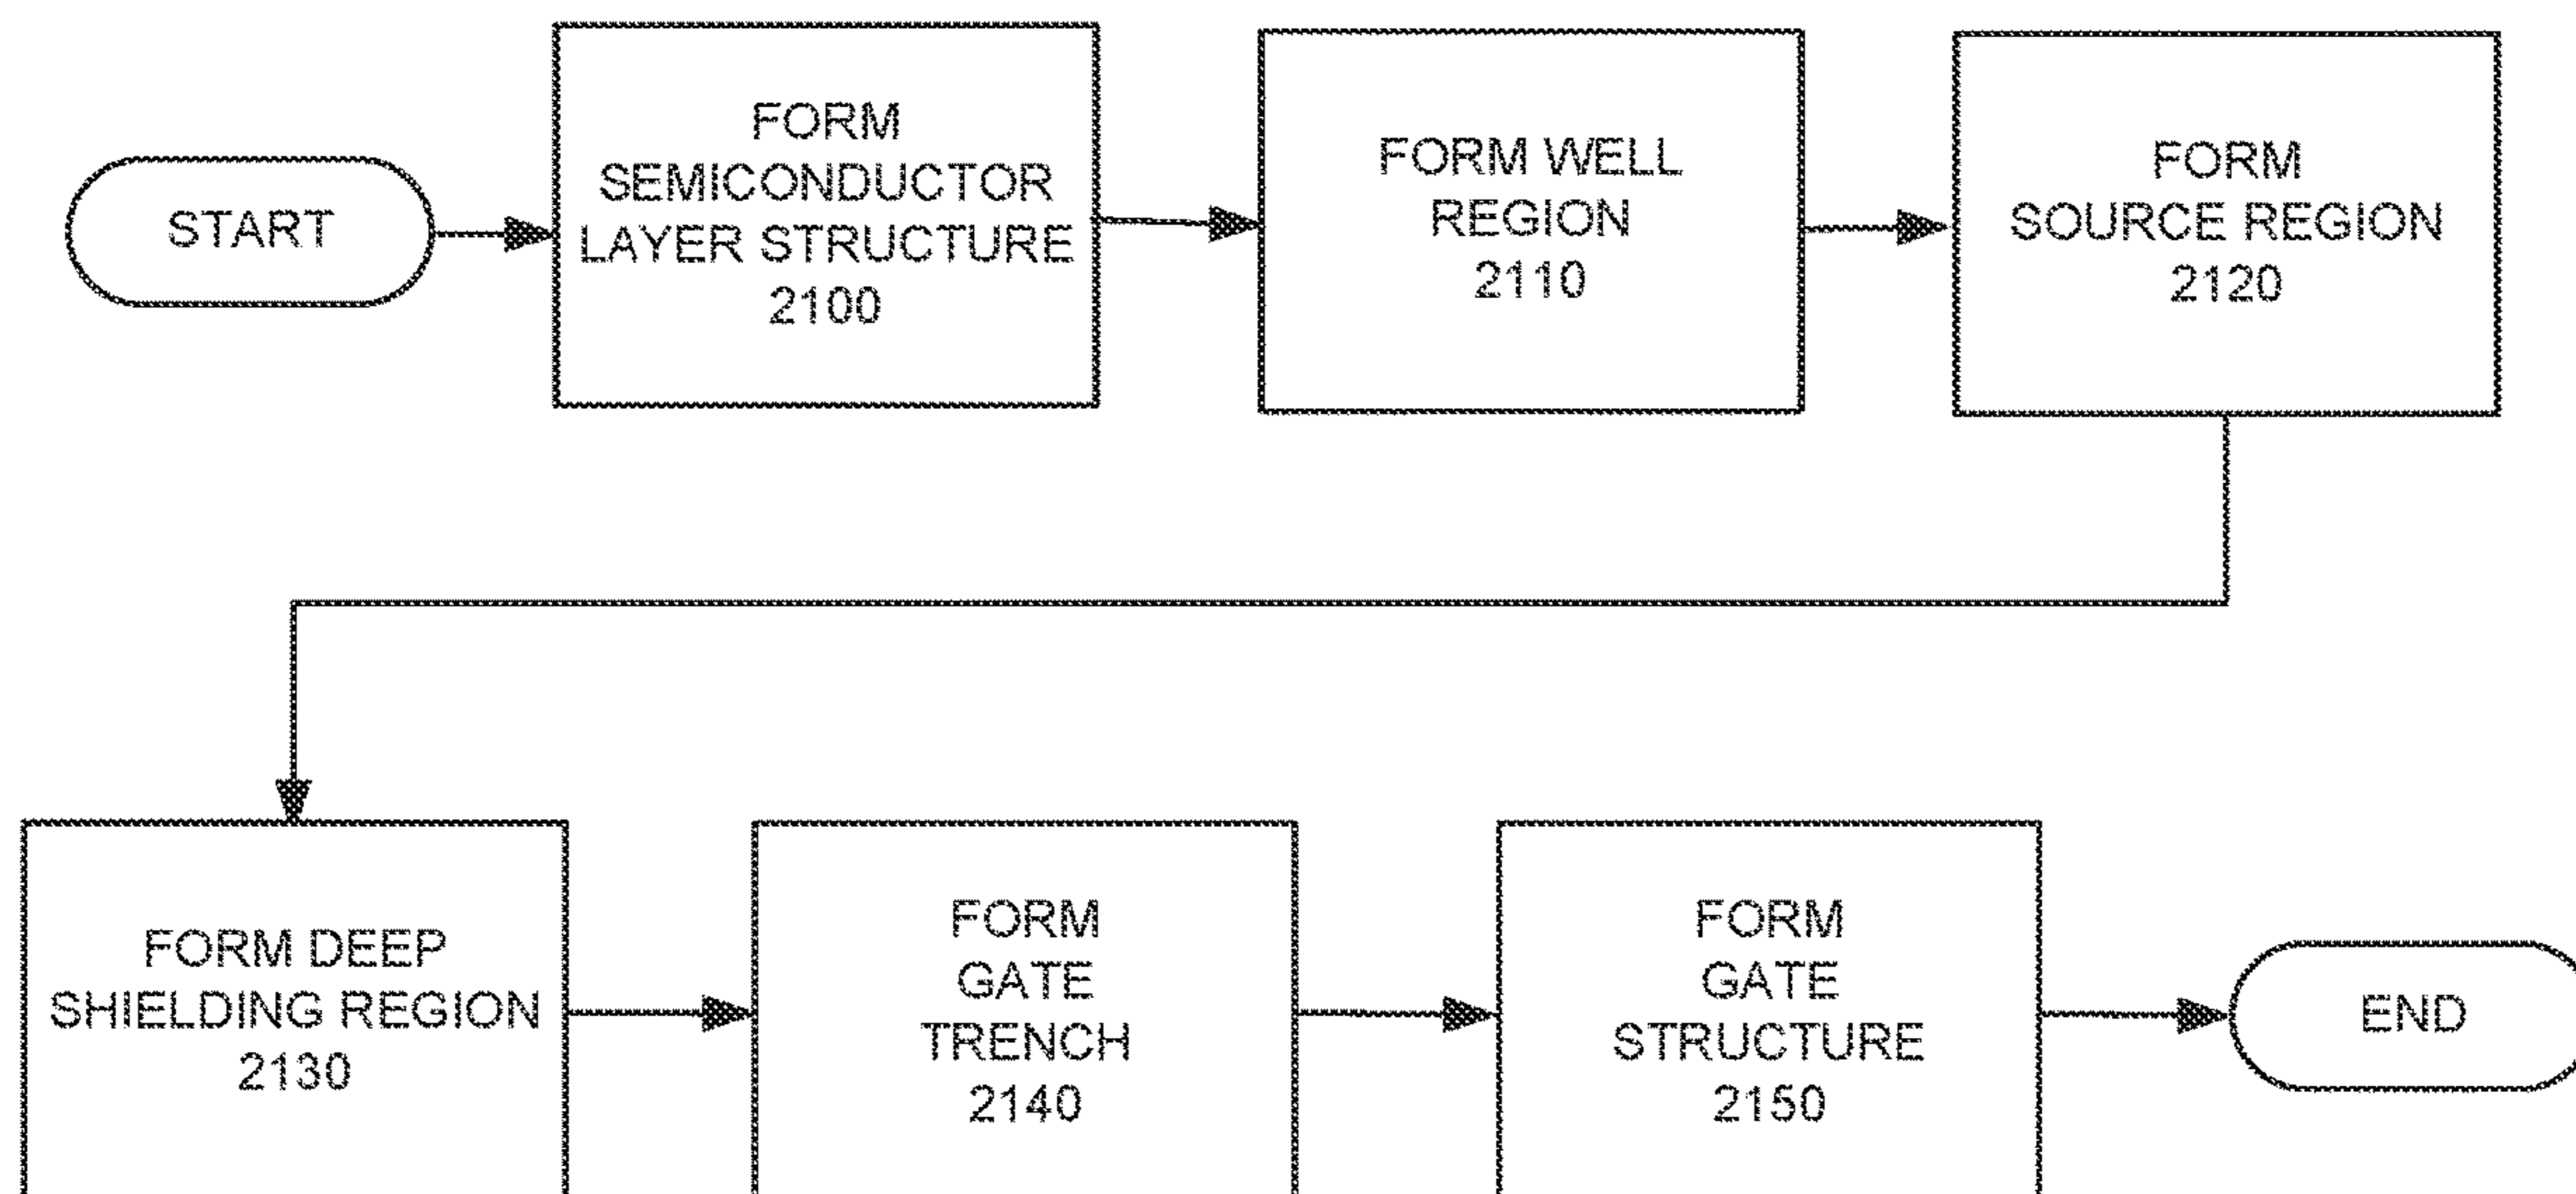 START
FORM
SEMICONDUCTOR
LAYER STRUCTURE
2100
FORM WELL
REGION
2110
FORM
SOURCE REGION
2120
FORM DEEP
SHIELDING REGION
2130
FORM
GATE
TRENCH
2140
FORM
GATE
STRUCTURE
2150
END